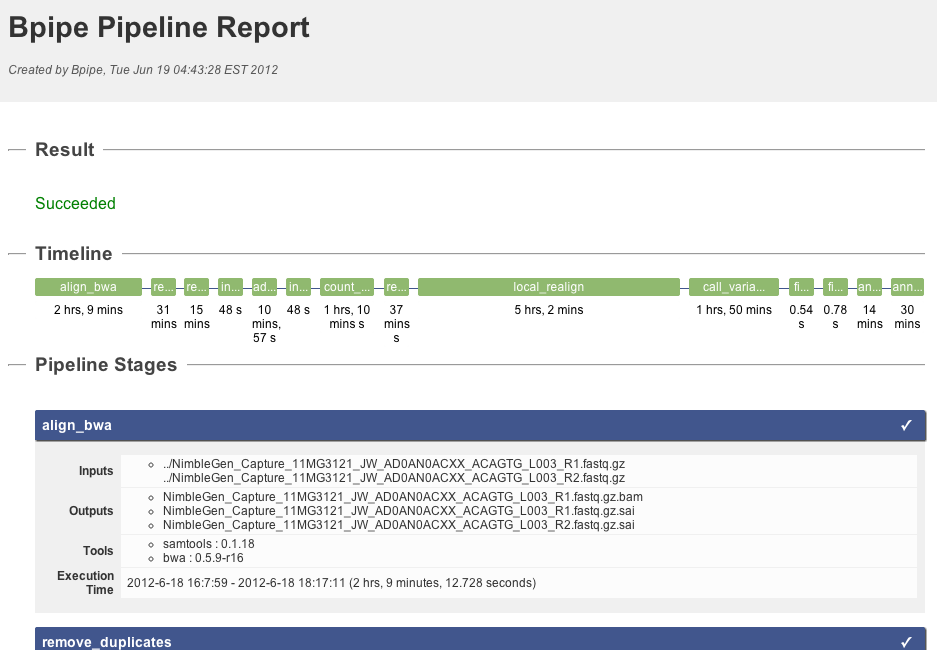 Bpipe Pipeline Report
Created by Bpipe, Tue Jun 19 04:43:28 EST 2012
Result
Succeeded
Timeline
align_bwa re... re... in... ad... in... count_... re... local_realign call_varia... fi... fi... an... ann...
2 hrs, 9 mins 31 15 48 s 10 48 s 1 hrs, 10 37 5 hrs, 2 mins 1 hrs, 50 mins 0.54 0.78 14 30
mins mins mins, mins s mins s s mins mins
57 s s
Pipeline Stages
align_bwa ✓
Inputs
../NimbleGen_Capture_11MG3121_JW_AD0AN0ACXX_ACAGTG_L003_R1.fastq.gz
../NimbleGen_Capture_11MG3121_JW_AD0AN0ACXX_ACAGTG_L003_R2.fastq.gz
Outputs
NimbleGen_Capture_11MG3121_JW_AD0AN0ACXX_ACAGTG_L003_R1.fastq.gz.bam
NimbleGen_Capture_11MG3121_JW_AD0AN0ACXX_ACAGTG_L003_R1.fastq.gz.sai
NimbleGen_Capture_11MG3121_JW_AD0AN0ACXX_ACAGTG_L003_R2.fastq.gz.sai
Tools
samtools : 0.1.18
bwa : 0.5.9-r16
Execution
Time
2012-6-18 16:7:59 - 2012-6-18 18:17:11 (2 hrs, 9 minutes, 12.728 seconds)
remove_duplicates ✓